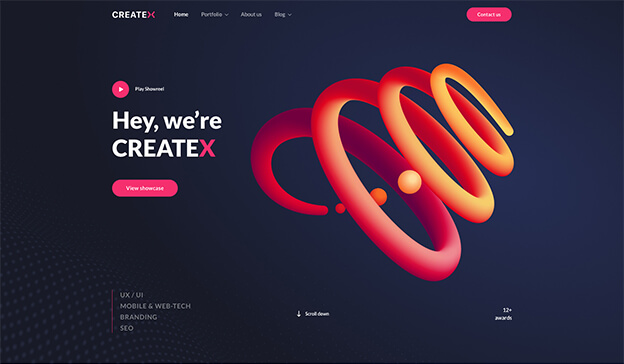 CREATEX Home Portfolio About us Blog Contact us
Play Showreel
Hey, we're
CREATEX
View showcase
UX / UI
MOBILE & WEB-TECH
BRANDING
SEO
Scroll down
12+
awards